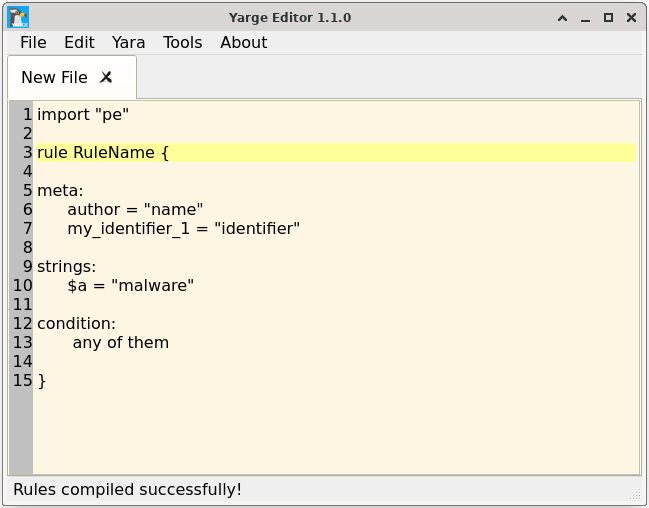 Yarge Editor 1.1.0
File Edit Yara Tools About
New File
1 import "pe"
2
3 rule RuleName {
4
5 meta:
6 author = "name"
7 my_identifier_1 = "identifier"
8
9 strings:
10 $a = "malware"
11
12 condition:
13 any of them
14
15 }
Rules compiled successfully!